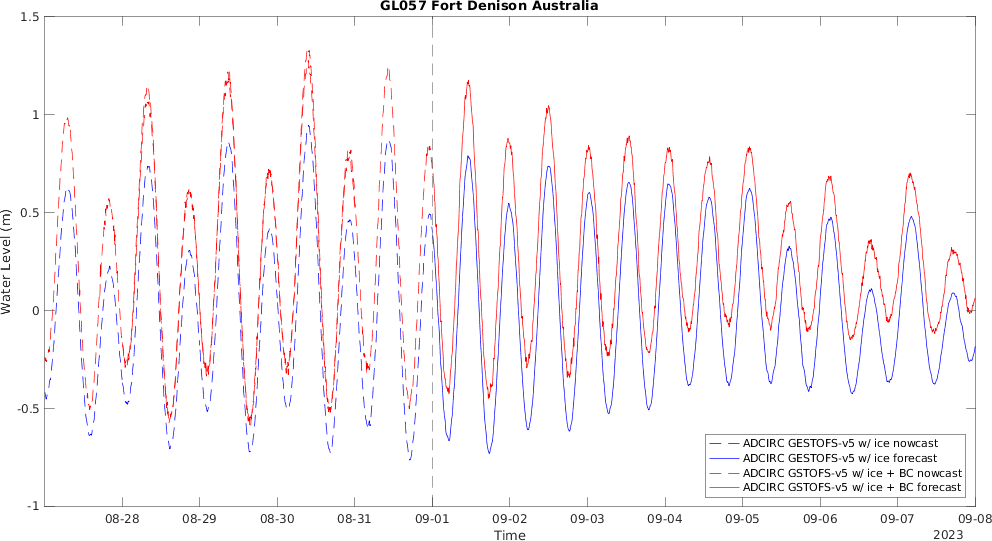 GL057 Fort Denison Australia
1.5
1
0.5
0
-0.5
-1
Water Level (m)
ADCIRC GESTOFS-v5 w/ ice nowcast
ADCIRC GESTOFS-v5 w/ ice forecast
ADCIRC GSTOFS-v5 w/ ice + BC nowcast
ADCIRC GSTOFS-v5 w/ ice + BC forecast
08-28 08-29 08-30 08-31 09-01 09-02 09-03 09-04 09-05 09-06 09-07 09-08
Time
2023